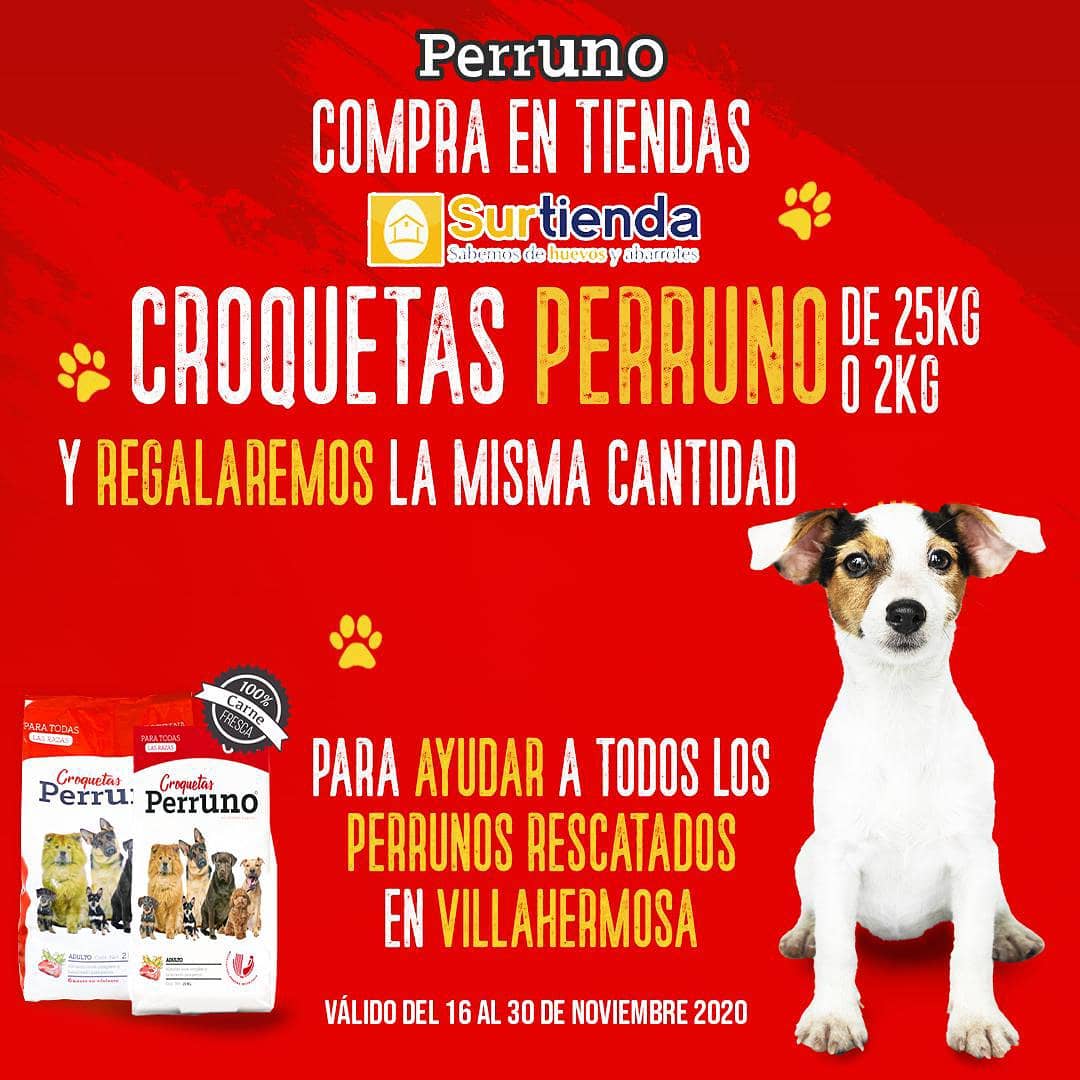 Perruno
COMPRA EN TIENDAS
Surtienda
Sabemos de huevos y abarrotes
CROQUETAS PERRUNO DE 25KG
O 2KG
Y REGALAREMOS LA MISMA CANTIDAD
PARA TODAS
LAS RAZAS
PARA TODAS
LAS RAZAS
100%
Carne
FRESCA
Croquetas
Perru
Croquetas
Perruno
ADULTO
ADULTO
PARA AYUDAR A TODOS LOS
PERRUNOS RESCATADOS
EN VILLAHERMOSA
VÁLIDO DEL 16 AL 30 DE NOVIEMBRE 2020